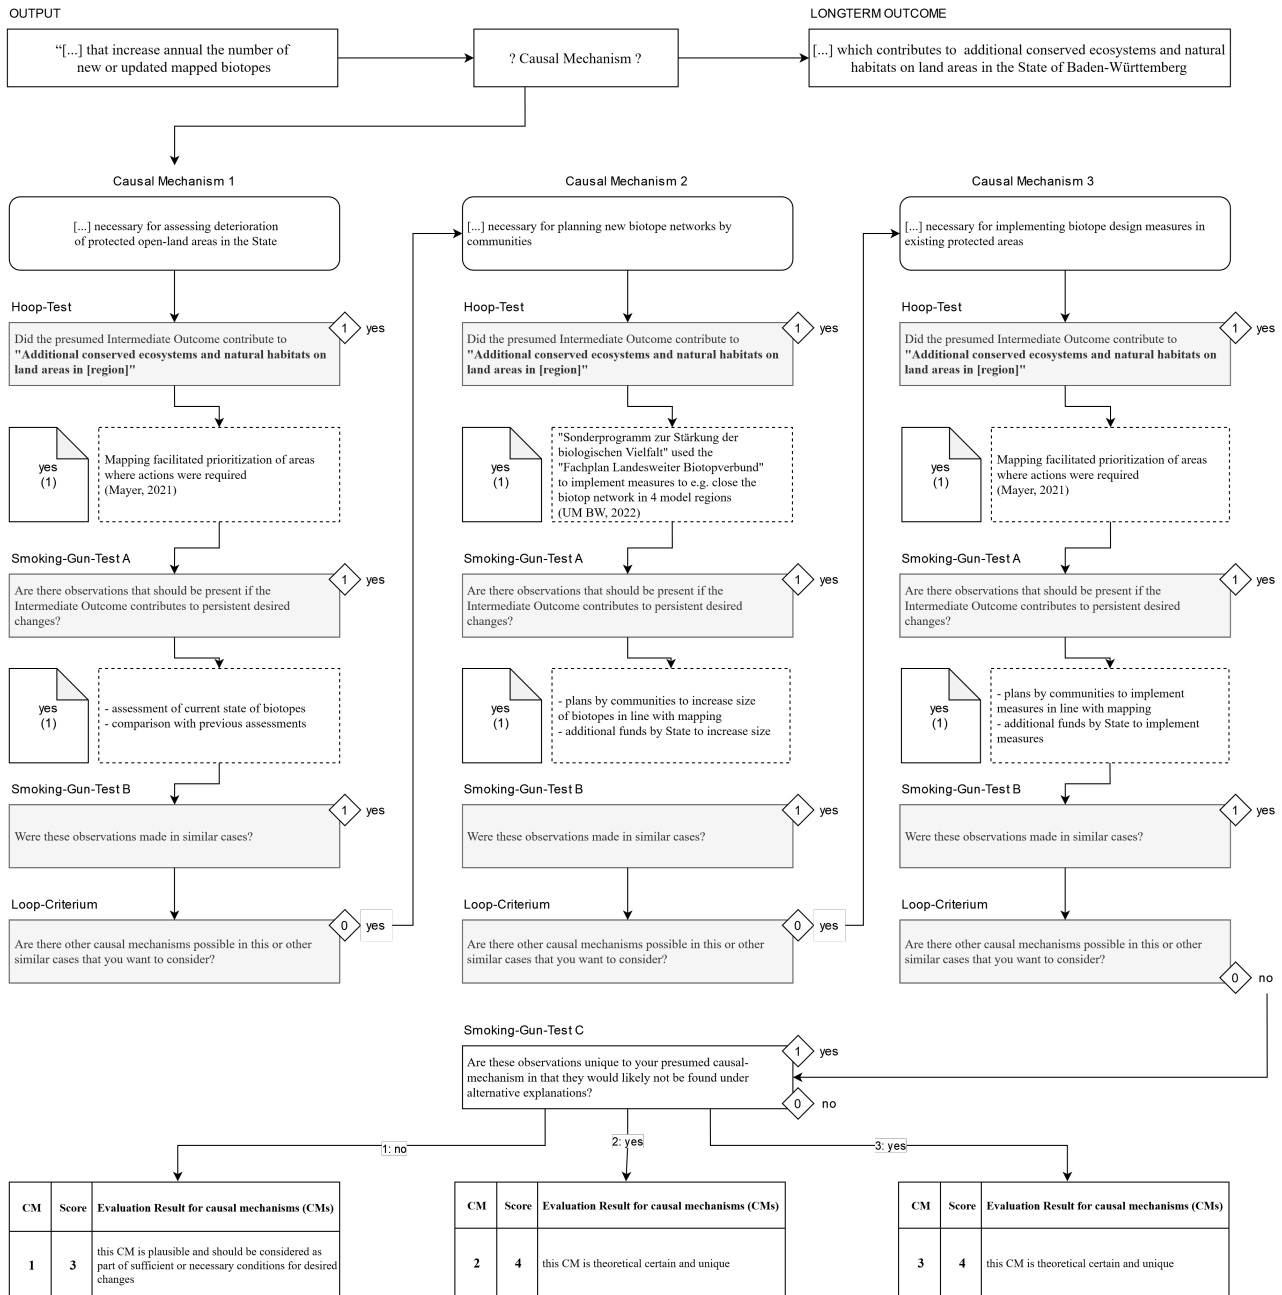 OUTPUT
LONGTERM OUTCOME
“[...] that increase annual the number of
new or updated mapped biotopes
? Causal Mechanism ?
[...] which contributes to additional conserved ecosystems and natural
habitats on land areas in the State of Baden-Württemberg
Causal Mechanism 1
[...] necessary for assessing deterioration
of protected open-land areas in the State
Hoop-Test
1
yes
Did the presumed Intermediate Outcome contribute to
"Additional conserved ecosystems and natural habitats on
land areas in [region]"
yes
(1)
Mapping facilitated prioritization of areas
where actions were required
(Mayer, 2021)
Smoking-Gun-Test A
1
yes
Are there observations that should be present if the
Intermediate Outcome contributes to persistent desired
changes?
yes
(1)
- assessment of current state of biotopes
- comparison with previous assessments
Smoking-Gun-Test B
1
yes
Were these observations made in similar cases?
Loop-Criterium
0
yes
Are there other causal mechanisms possible in this or other
similar cases that you want to consider?
Causal Mechanism 2
[...] necessary for planning new biotope networks by
communities
Hoop-Test
1
yes
Did the presumed Intermediate Outcome contribute to
"Additional conserved ecosystems and natural habitats on
land areas in [region]"
yes
(1)
"Sonderprogramm zur Stärkung der
biologischen Vielfalt" used the
"Fachplan Landesweiter Biotopverbund"
to implement measures to e.g. close the
biotop network in 4 model regions
(UM BW, 2022)
Smoking-Gun-Test A
1
yes
Are there observations that should be present if the
Intermediate Outcome contributes to persistent desired
changes?
yes
(1)
- plans by communities to increase size
of biotopes in line with mapping
- additional funds by State to increase size
Smoking-Gun-Test B
1
yes
Were these observations made in similar cases?
Loop-Criterium
0
yes
Are there other causal mechanisms possible in this or other
similar cases that you want to consider?
Causal Mechanism 3
[...] necessary for implementing biotope design measures in
existing protected areas
Hoop-Test
1
yes
Did the presumed Intermediate Outcome contribute to
"Additional conserved ecosystems and natural habitats on
land areas in [region]"
yes
(1)
Mapping facilitated prioritization of areas
where actions were required
(Mayer, 2021)
Smoking-Gun-Test A
1
yes
Are there observations that should be present if the
Intermediate Outcome contributes to persistent desired
changes?
yes
(1)
- plans by communities to implement
measures in line with mapping
- additional funds by State to implement
measures
Smoking-Gun-Test B
1
yes
Were these observations made in similar cases?
Loop-Criterium
Are there other causal mechanisms possible in this or other
similar cases that you want to consider?
0
no
Smoking-Gun-Test C
1
yes
Are these observations unique to your presumed causal-
mechanism in that they would likely not be found under
alternative explanations?
0
no
1: no
2: yes
3: yes
CM Score Evaluation Result for causal mechanisms (CMs)
1 3 this CM is plausible and should be considered as
part of sufficient or necessary conditions for desired
changes
CM Score Evaluation Result for causal mechanisms (CMs)
2 4 this CM is theoretical certain and unique
CM Score Evaluation Result for causal mechanisms (CMs)
3 4 this CM is theoretical certain and unique